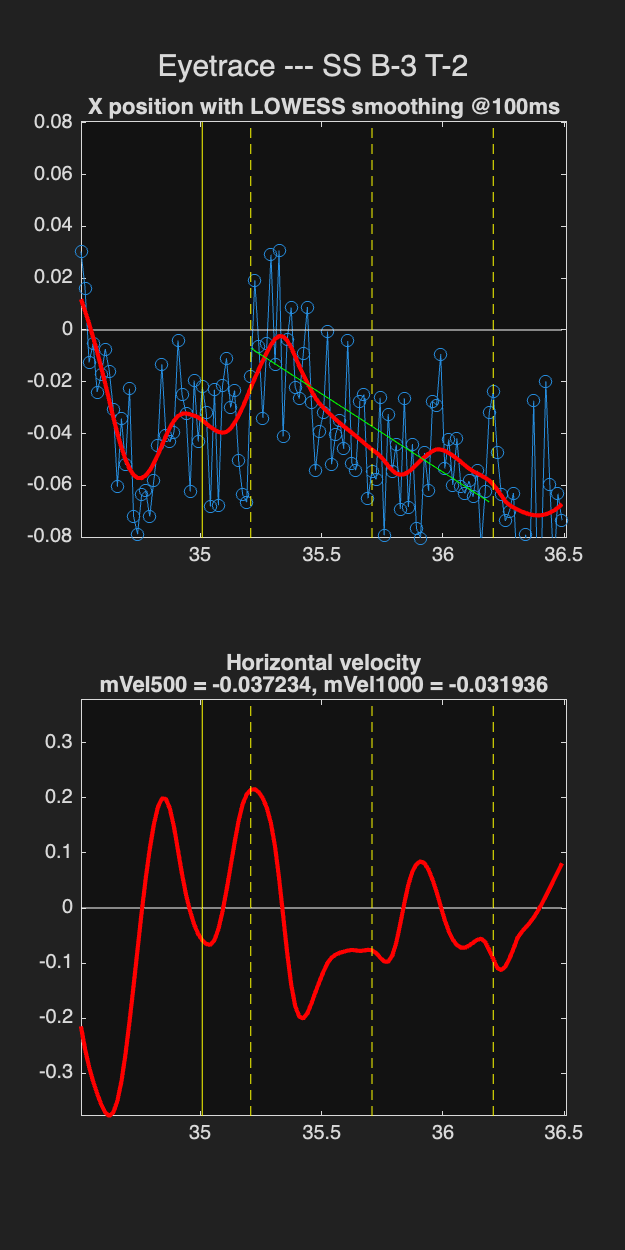 Eyetrace --- SS B-3 T-2
X position with LOWESS smoothing @100ms
0.08
0.06
0.04
0.02
0
-0.02
-0.04
-0.06
-0.08
35 35.5 36 36.5
Horizontal velocity
mVel500 = -0.037234, mVel1000 = -0.031936
0.3
0.2
0.1
0
-0.1
-0.2
-0.3
35 35.5 36 36.5